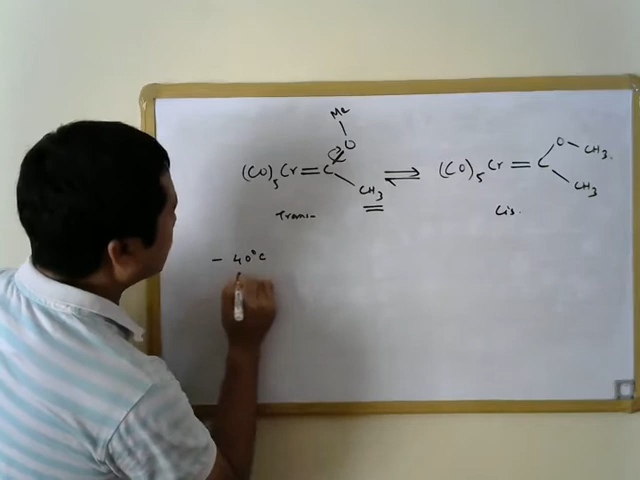 Me
O
(CO)5Cr=C ⇌ (CO)5Cr=C
O-CH3.
CH3
CH3
Trans-
Cis.
- 40°C